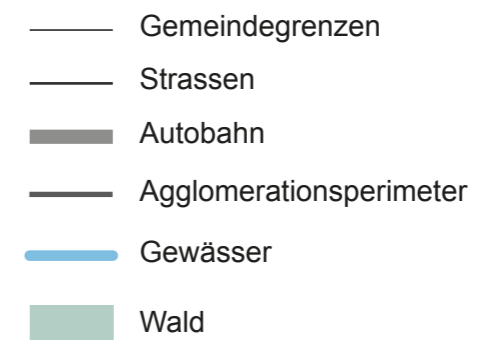 Gemeindegrenzen
Strassen
Autobahn
Agglomerationsperimeter
Gewässer
Wald